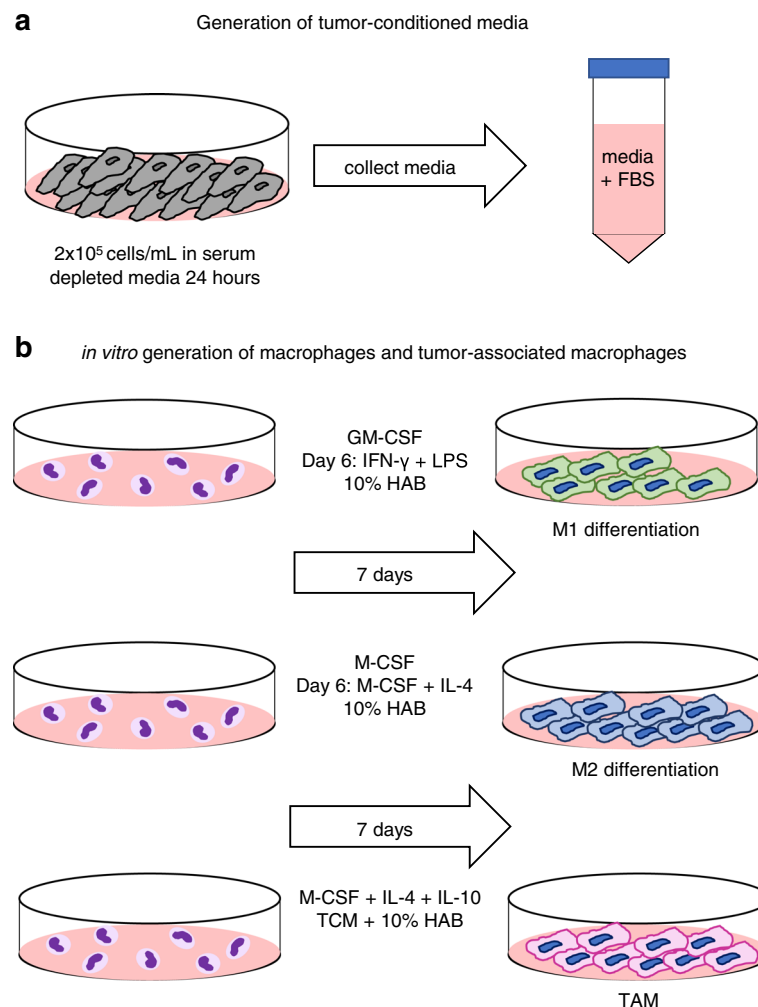 a
Generation of tumor-conditioned media
collect media
media
+ FBS
2x10⁵ cells/mL in serum
depleted media 24 hours
b
in vitro generation of macrophages and tumor-associated macrophages
GM-CSF
Day 6: IFN-γ + LPS
10% HAB
M1 differentiation
7 days
M-CSF
Day 6: M-CSF + IL-4
10% HAB
M2 differentiation
7 days
M-CSF + IL-4 + IL-10
TCM + 10% HAB
TAM